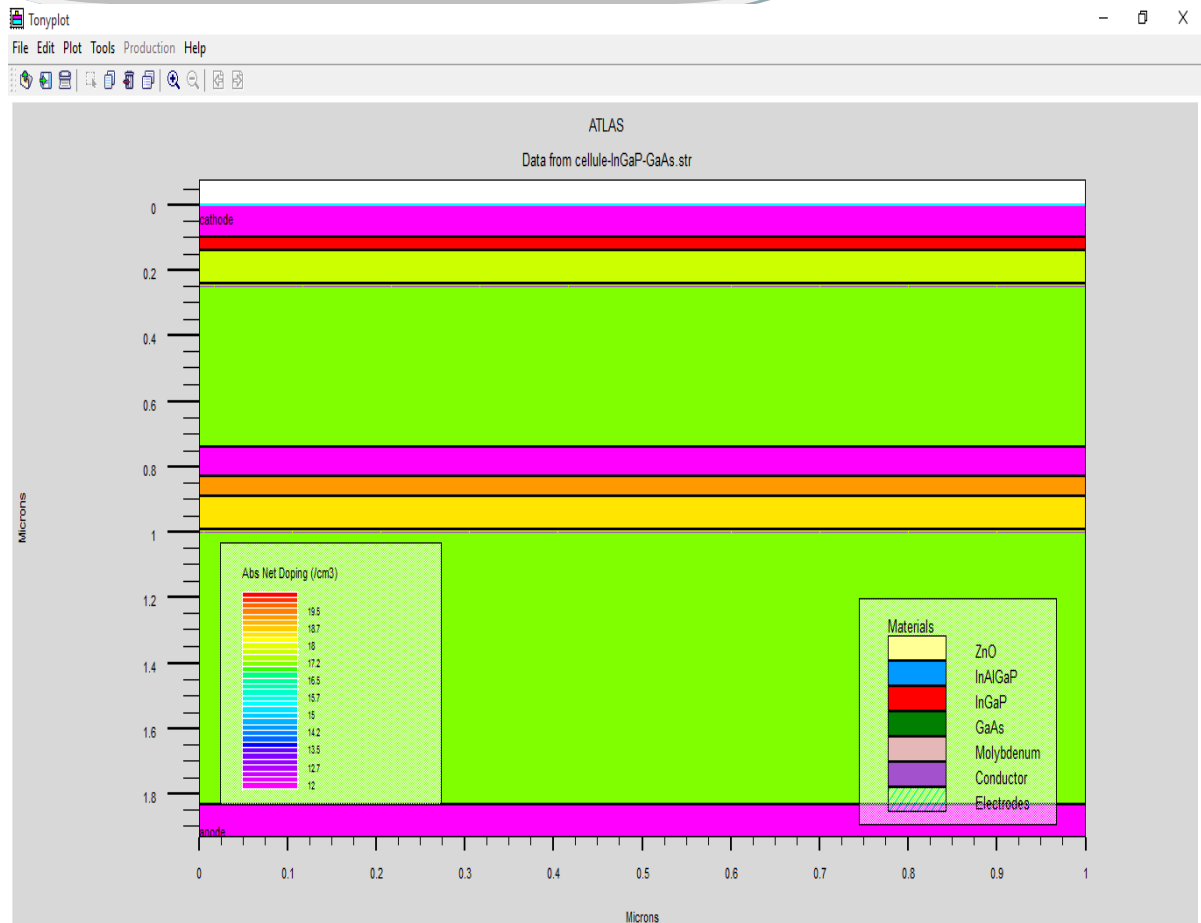 Tonyplot
File Edit Plot Tools Production Help
ATLAS
Data from cellule-InGaP-GaAs.str
0
cathode
0.2
0.4
0.6
0.8
Microns
1
Abs Net Doping (/cm3)
19.5
18.7
18
17.2
16.5
15.7
15
14.2
13.5
12.7
12
1.2
1.4
1.6
1.8
Materials
ZnO
InAlGaP
InGaP
GaAs
Molybdenum
Conductor
Electrodes
anode
0 0.1 0.2 0.3 0.4 0.5 0.6 0.7 0.8 0.9 1
Microns